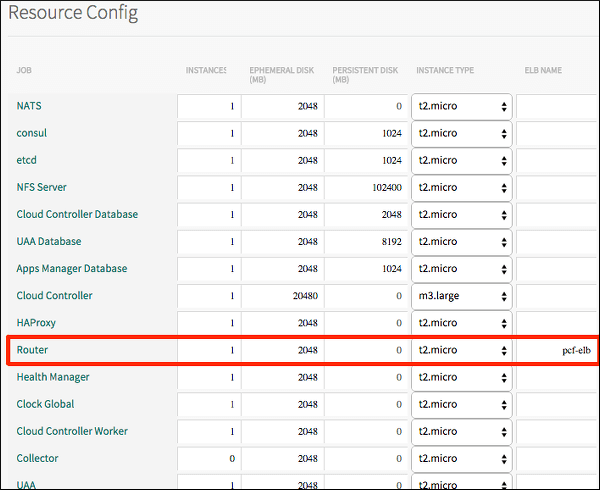 Resource Config
JOB INSTANCES EPHEMERAL DISK (MB) PERSISTENT DISK (MB) INSTANCE TYPE ELB NAME
NATS 1 2048 0 t2.micro
consul 1 2048 1024 t2.micro
etcd 1 2048 1024 t2.micro
NFS Server 1 2048 102400 t2.micro
Cloud Controller Database 1 2048 2048 t2.micro
UAA Database 1 2048 8192 t2.micro
Apps Manager Database 1 2048 1024 t2.micro
Cloud Controller 1 20480 0 m3.large
HAProxy 1 2048 0 t2.micro
Router 1 2048 0 t2.micro pcf-elb
Health Manager 1 2048 0 t2.micro
Clock Global 1 2048 0 t2.micro
Cloud Controller Worker 1 2048 0 t2.micro
Collector 0 2048 0 t2.micro
UAA 1 2048 0 t2.micro